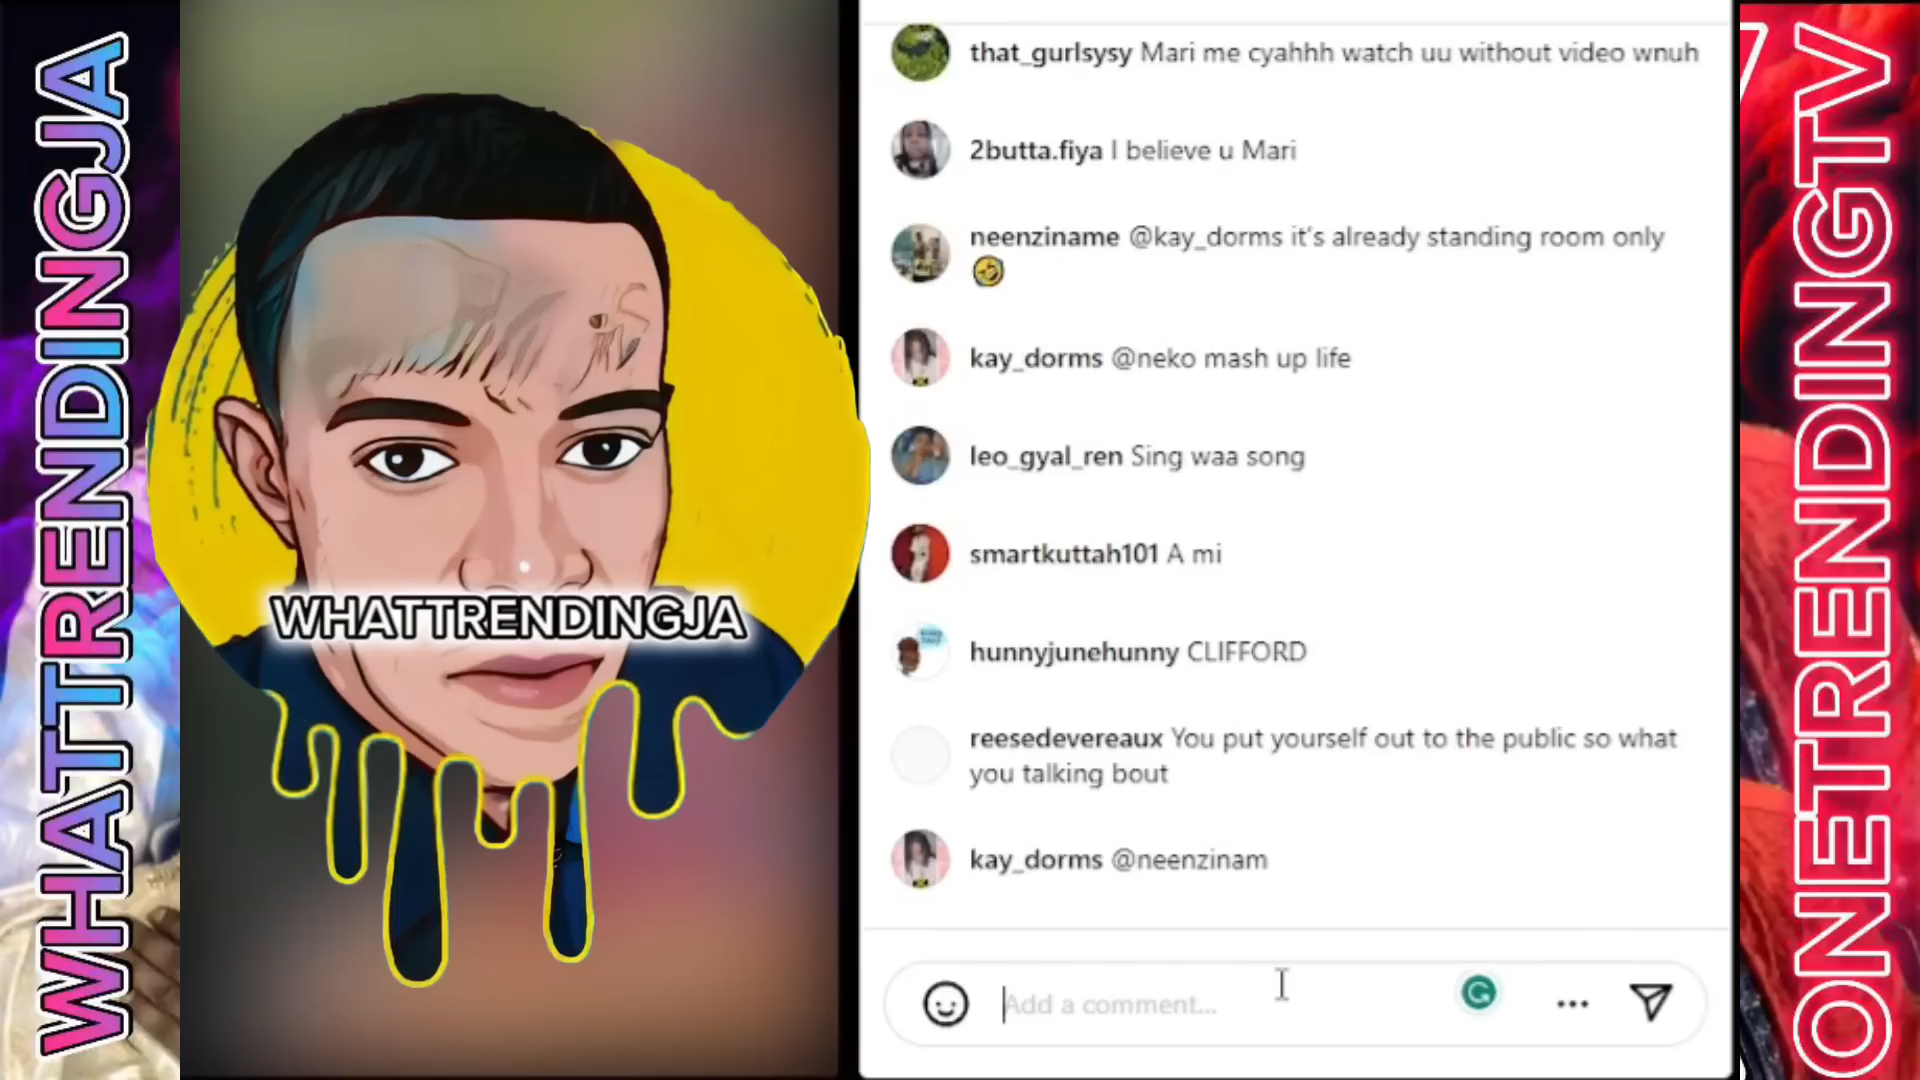 WHATTRENDINGJA
WHATTRENDINGJA
that_gurlsysy Mari me cyahhh watch uu without video wnuh
2butta.fiya I believe u Mari
neenziname @kay_dorms it's already standing room only
🤣
kay_dorms @neko mash up life
leo_gyal_ren Sing waa song
smartkuttah101 A mi
hunnyjunehunny CLIFFORD
reesedevereaux You put yourself out to the public so what
you talking bout
kay_dorms @neenzinam
Add a comment...
ONETRENDINGTV